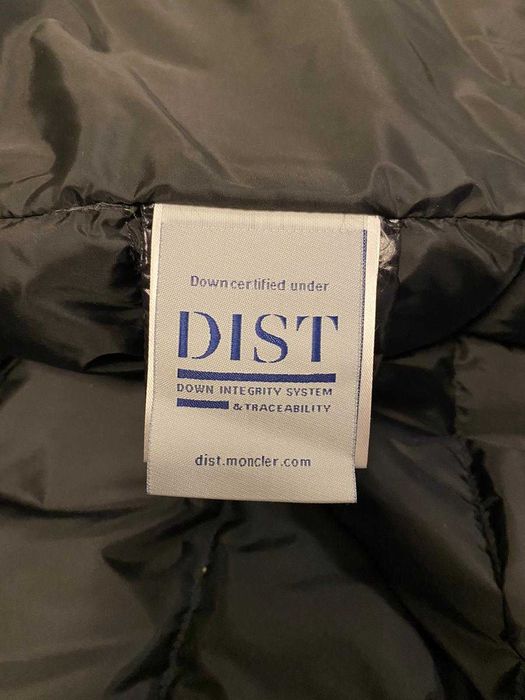 Down certified under
DIST
DOWN INTEGRITY SYSTEM
& TRACEABILITY
dist.moncler.com